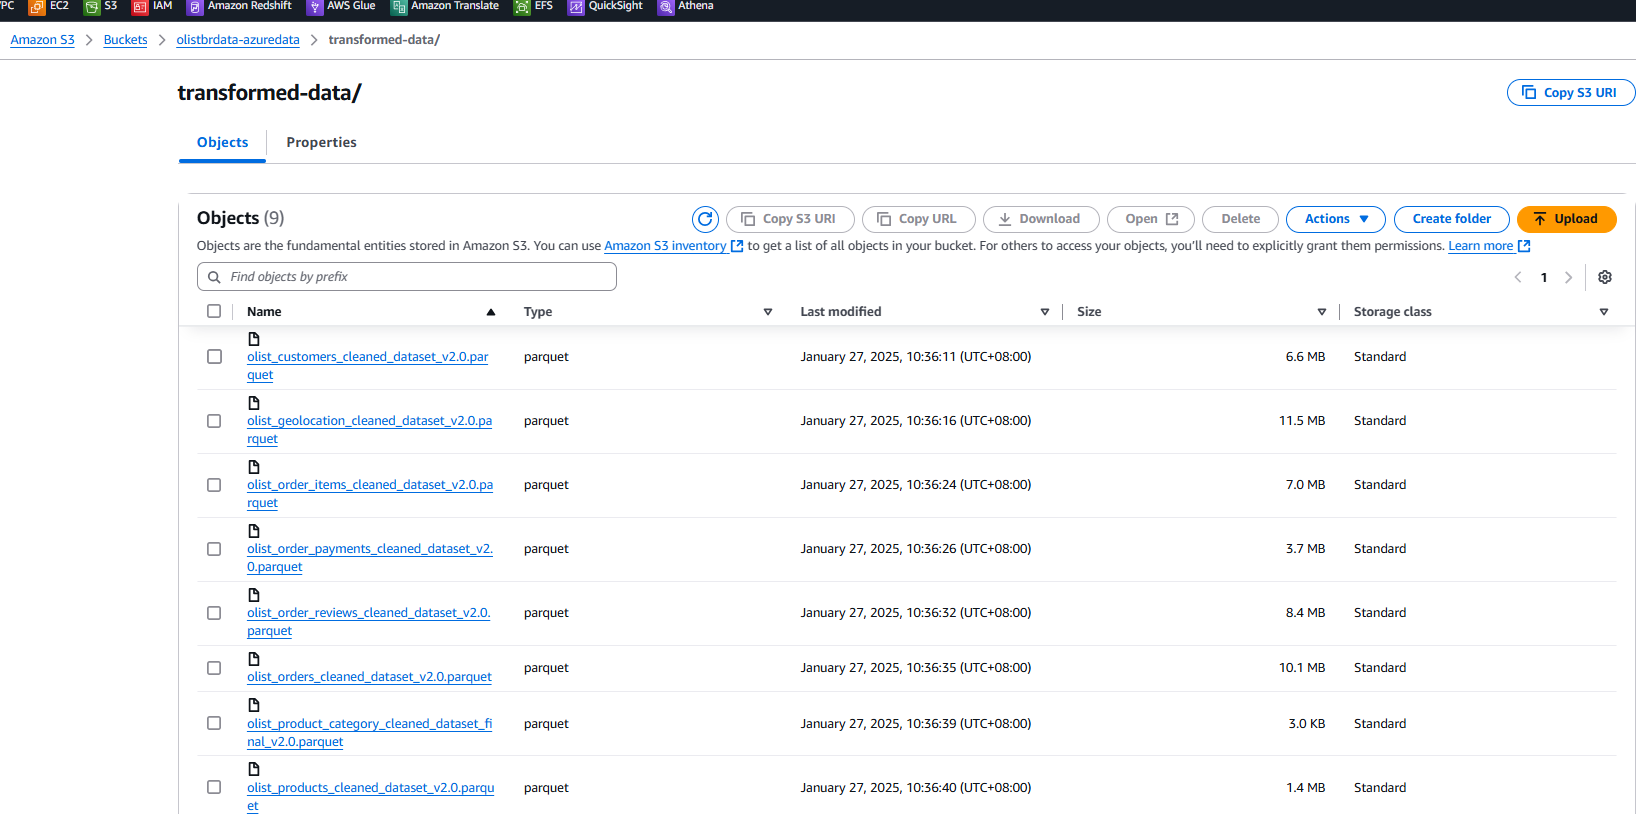 PC EC2 S3 IAM Amazon Redshift AWS Glue Amazon Translate EFS QuickSight Athena
Amazon S3 > Buckets > olistbrdata-azuredata > transformed-data/
transformed-data/
Copy S3 URI
Objects Properties
Objects (9)
Copy S3 URI Copy URL Download Open Delete Actions Create folder Upload
Objects are the fundamental entities stored in Amazon S3. You can use Amazon S3 inventory to get a list of all objects in your bucket. For others to access your objects, you'll need to explicitly grant them permissions. Learn more
Find objects by prefix
1
Name Type Last modified Size Storage class
olist_customers_cleaned_dataset_v2.0.par
quet
parquet January 27, 2025, 10:36:11 (UTC+08:00) 6.6 MB Standard
olist_geolocation_cleaned_dataset_v2.0.pa
rquet
parquet January 27, 2025, 10:36:16 (UTC+08:00) 11.5 MB Standard
olist_order_items_cleaned_dataset_v2.0.pa
rquet
parquet January 27, 2025, 10:36:24 (UTC+08:00) 7.0 MB Standard
olist_order_payments_cleaned_dataset_v2.
0.parquet
parquet January 27, 2025, 10:36:26 (UTC+08:00) 3.7 MB Standard
olist_order_reviews_cleaned_dataset_v2.0.
parquet
parquet January 27, 2025, 10:36:32 (UTC+08:00) 8.4 MB Standard
olist_orders_cleaned_dataset_v2.0.parquet
parquet January 27, 2025, 10:36:35 (UTC+08:00) 10.1 MB Standard
olist_product_category_cleaned_dataset_fi
nal_v2.0.parquet
parquet January 27, 2025, 10:36:39 (UTC+08:00) 3.0 KB Standard
olist_products_cleaned_dataset_v2.0.parqu
et
parquet January 27, 2025, 10:36:40 (UTC+08:00) 1.4 MB Standard